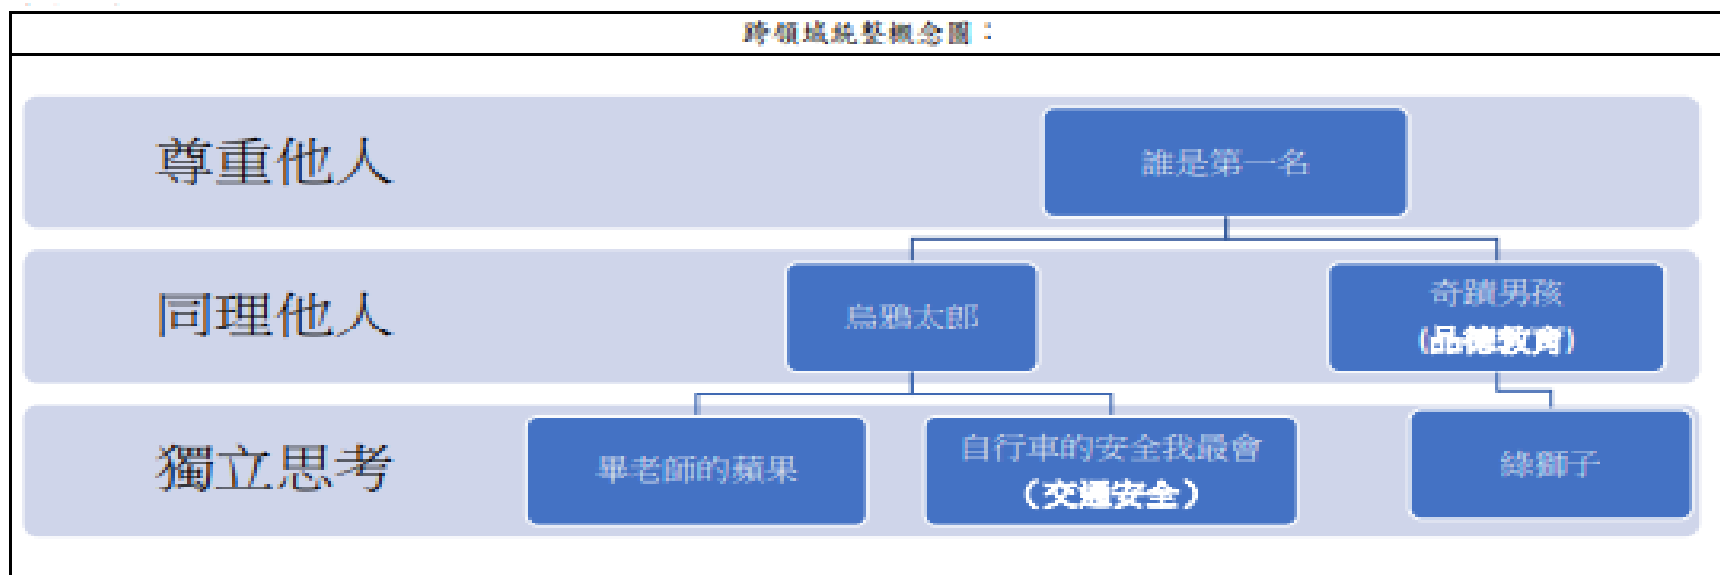 跨領域統整概念圖：
尊重他人
誰是第一名
同理他人
烏鴉太郎
奇蹟男孩
(品德教育)
獨立思考
畢老師的蘋果
自行車的安全我最會
（交通安全）
綠獅子